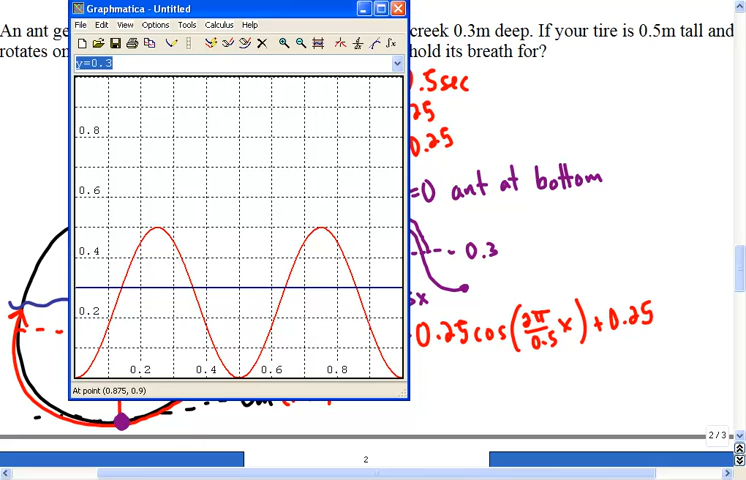 An ant ge
creek 0.3m deep. If your tire is 0.5m tall and
rotates on
hold its breath for?
Graphmatica - Untitled
File Edit View Options Tools Calculus Help
y=0.3
0.8
0.6
0.4
0.2
0.2 0.4 0.6 0.8
At point (0.875, 0.9)
0.5sec
25
0.25
=0 ant at bottom
0.3
x
0.25cos(2π/0.5 x)+0.25
2 / 3
2